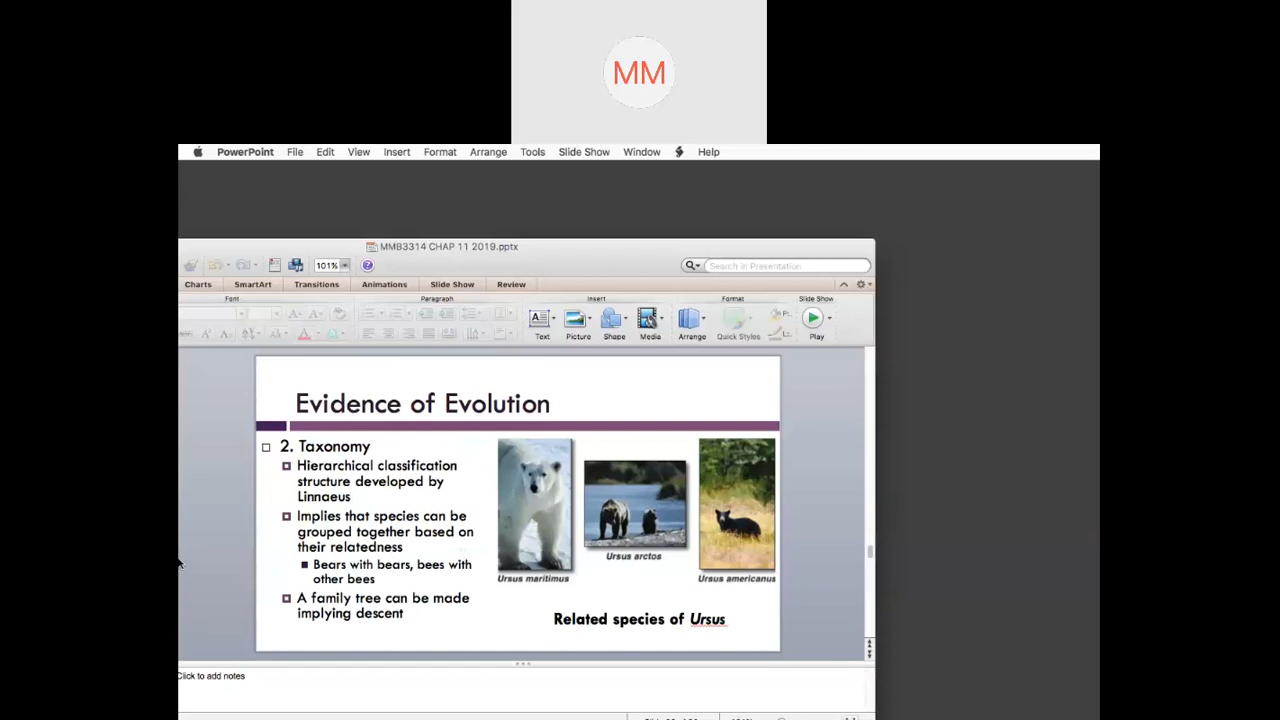 MM
PowerPoint File Edit View Insert Format Arrange Tools Slide Show Window Help
MMB3314 CHAP 11 2019.pptx
101%
Search in Presentation
Charts SmartArt Transitions Animations Slide Show Review
Font Paragraph Insert Format Slide Show
Text Picture Shape Media Arrange Quick Styles Play
Evidence of Evolution
2. Taxonomy
Hierarchical classification
structure developed by
Linnaeus
Implies that species can be
grouped together based on
their relatedness
Bears with bears, bees with
other bees
A family tree can be made
implying descent
Ursus maritimus
Ursus arctos
Ursus americanus
Related species of Ursus
Click to add notes